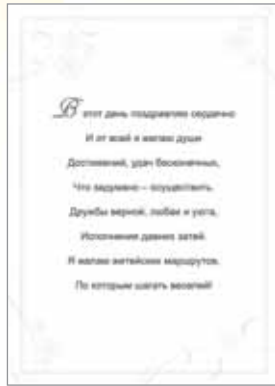 В этот день поздравляю сердечно
И от всей я желаю души
Достижений, удач бесконечных,
Что задумано – осуществить.
Дружбы верной, любви и уюта,
Исполнения давних затей.
Я желаю житейских маршрутов,
По которым шагать веселей!